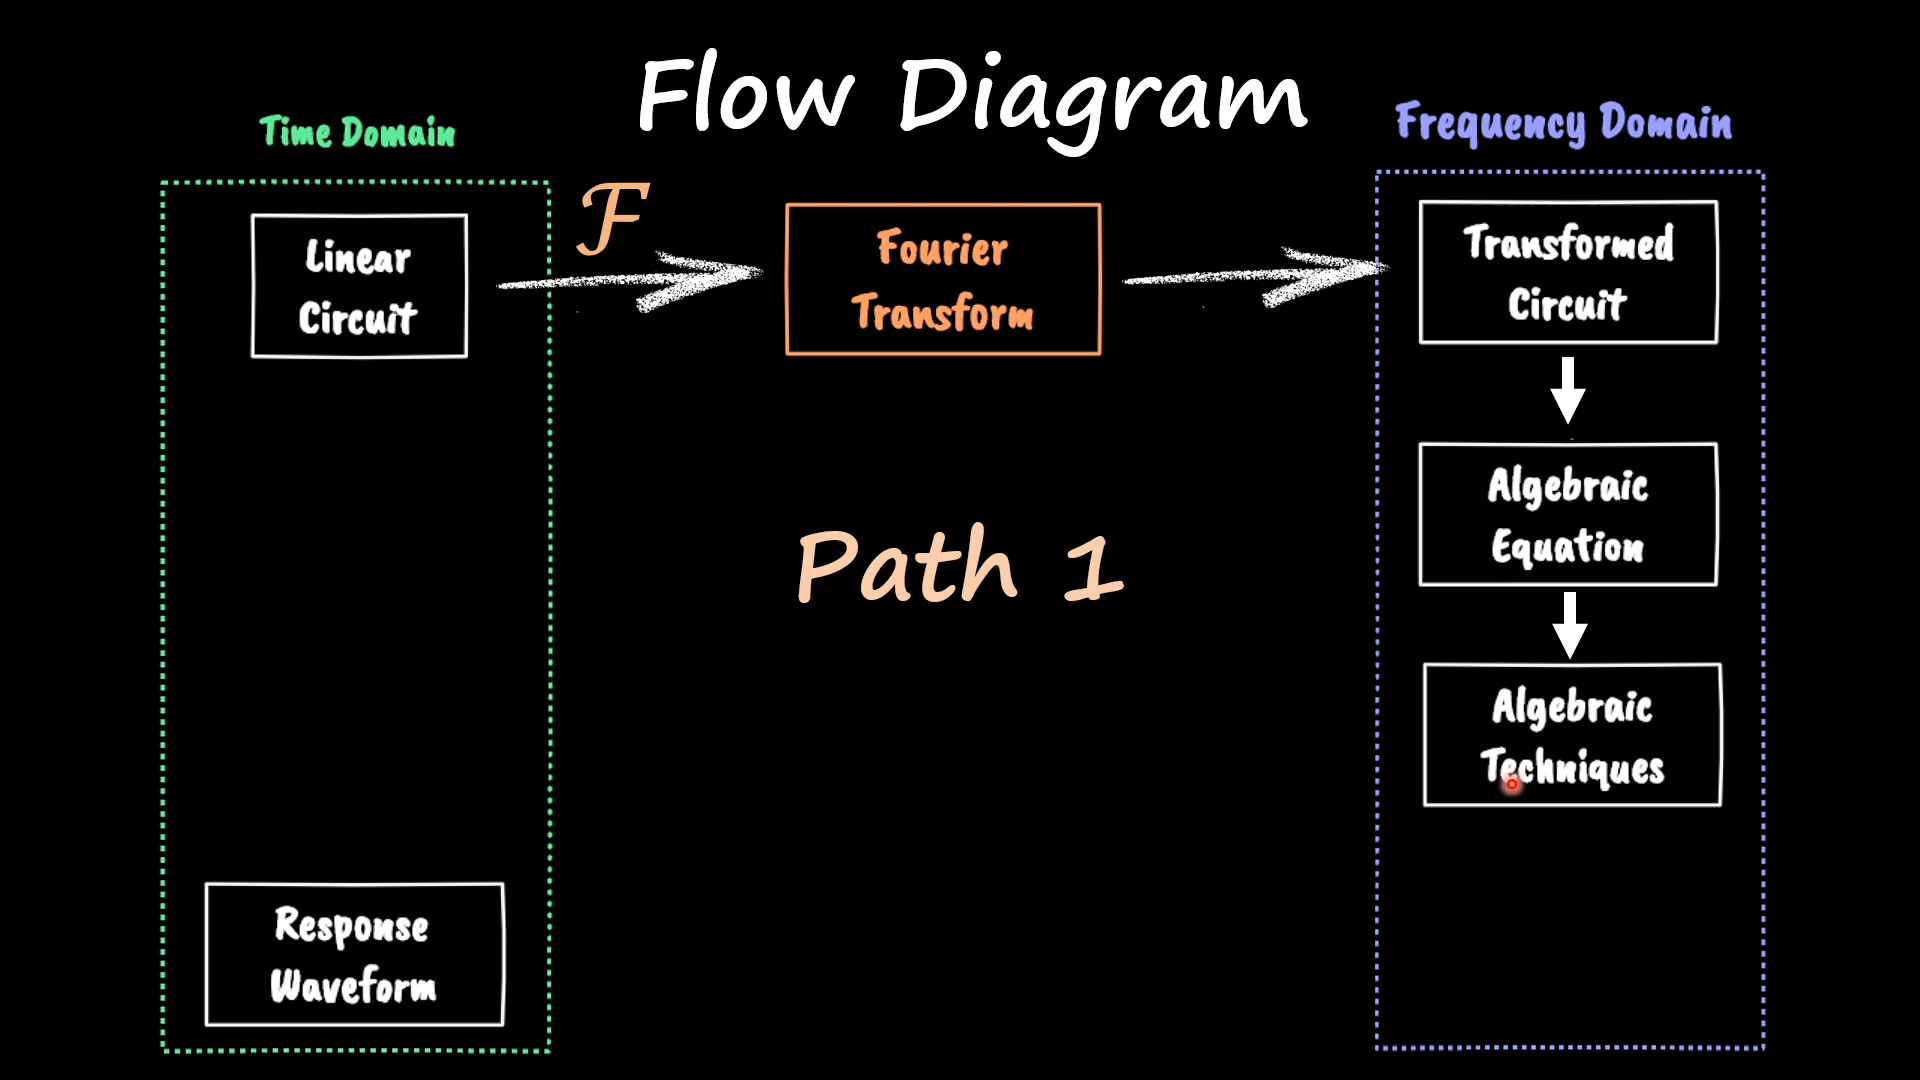 Flow Diagram
Time Domain
Frequency Domain
Linear
Circuit
ℱ
Fourier
Transform
Transformed
Circuit
Algebraic
Equation
Path 1
Algebraic
Techniques
Response
Waveform